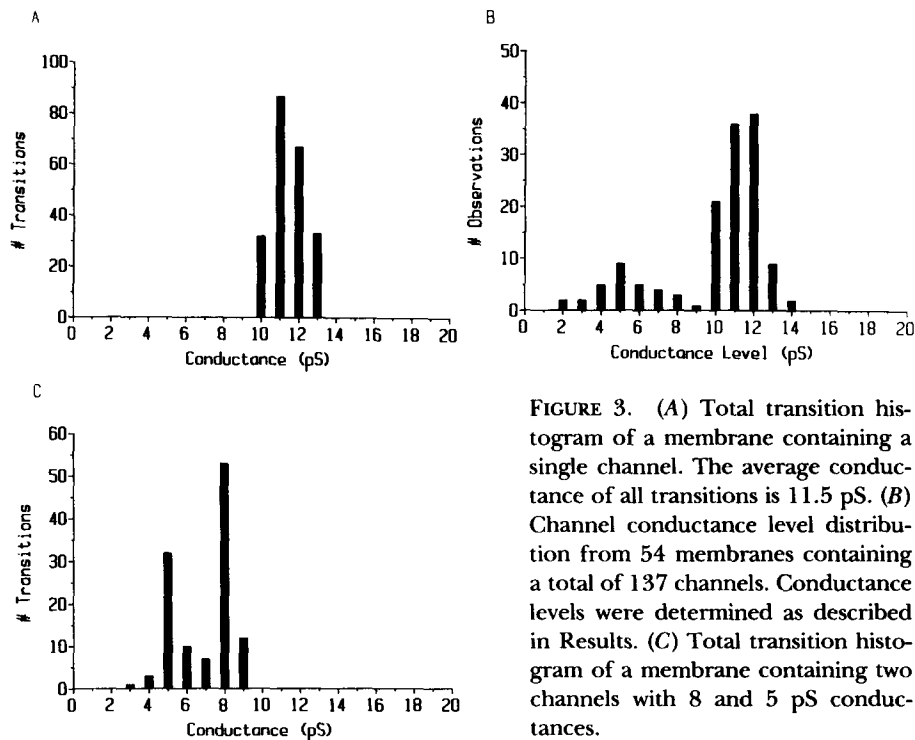 A
100
80
60
40
20
0
# Transitions
0 2 4 6 8 10 12 14 16 18 20
Conductance (pS)
B
50
40
30
20
10
0
# Observations
0 2 4 6 8 10 12 14 16 18 20
Conductance Level (pS)
C
60
50
40
30
20
10
0
# Transitions
0 2 4 6 8 10 12 14 16 18 20
Conductance (pS)
FIGURE 3. (A) Total transition his-
togram of a membrane containing a
single channel. The average conduc-
tance of all transitions is 11.5 pS. (B)
Channel conductance level distribu-
tion from 54 membranes containing
a total of 137 channels. Conductance
levels were determined as described
in Results. (C) Total transition histo-
gram of a membrane containing two
channels with 8 and 5 pS conduc-
tances.